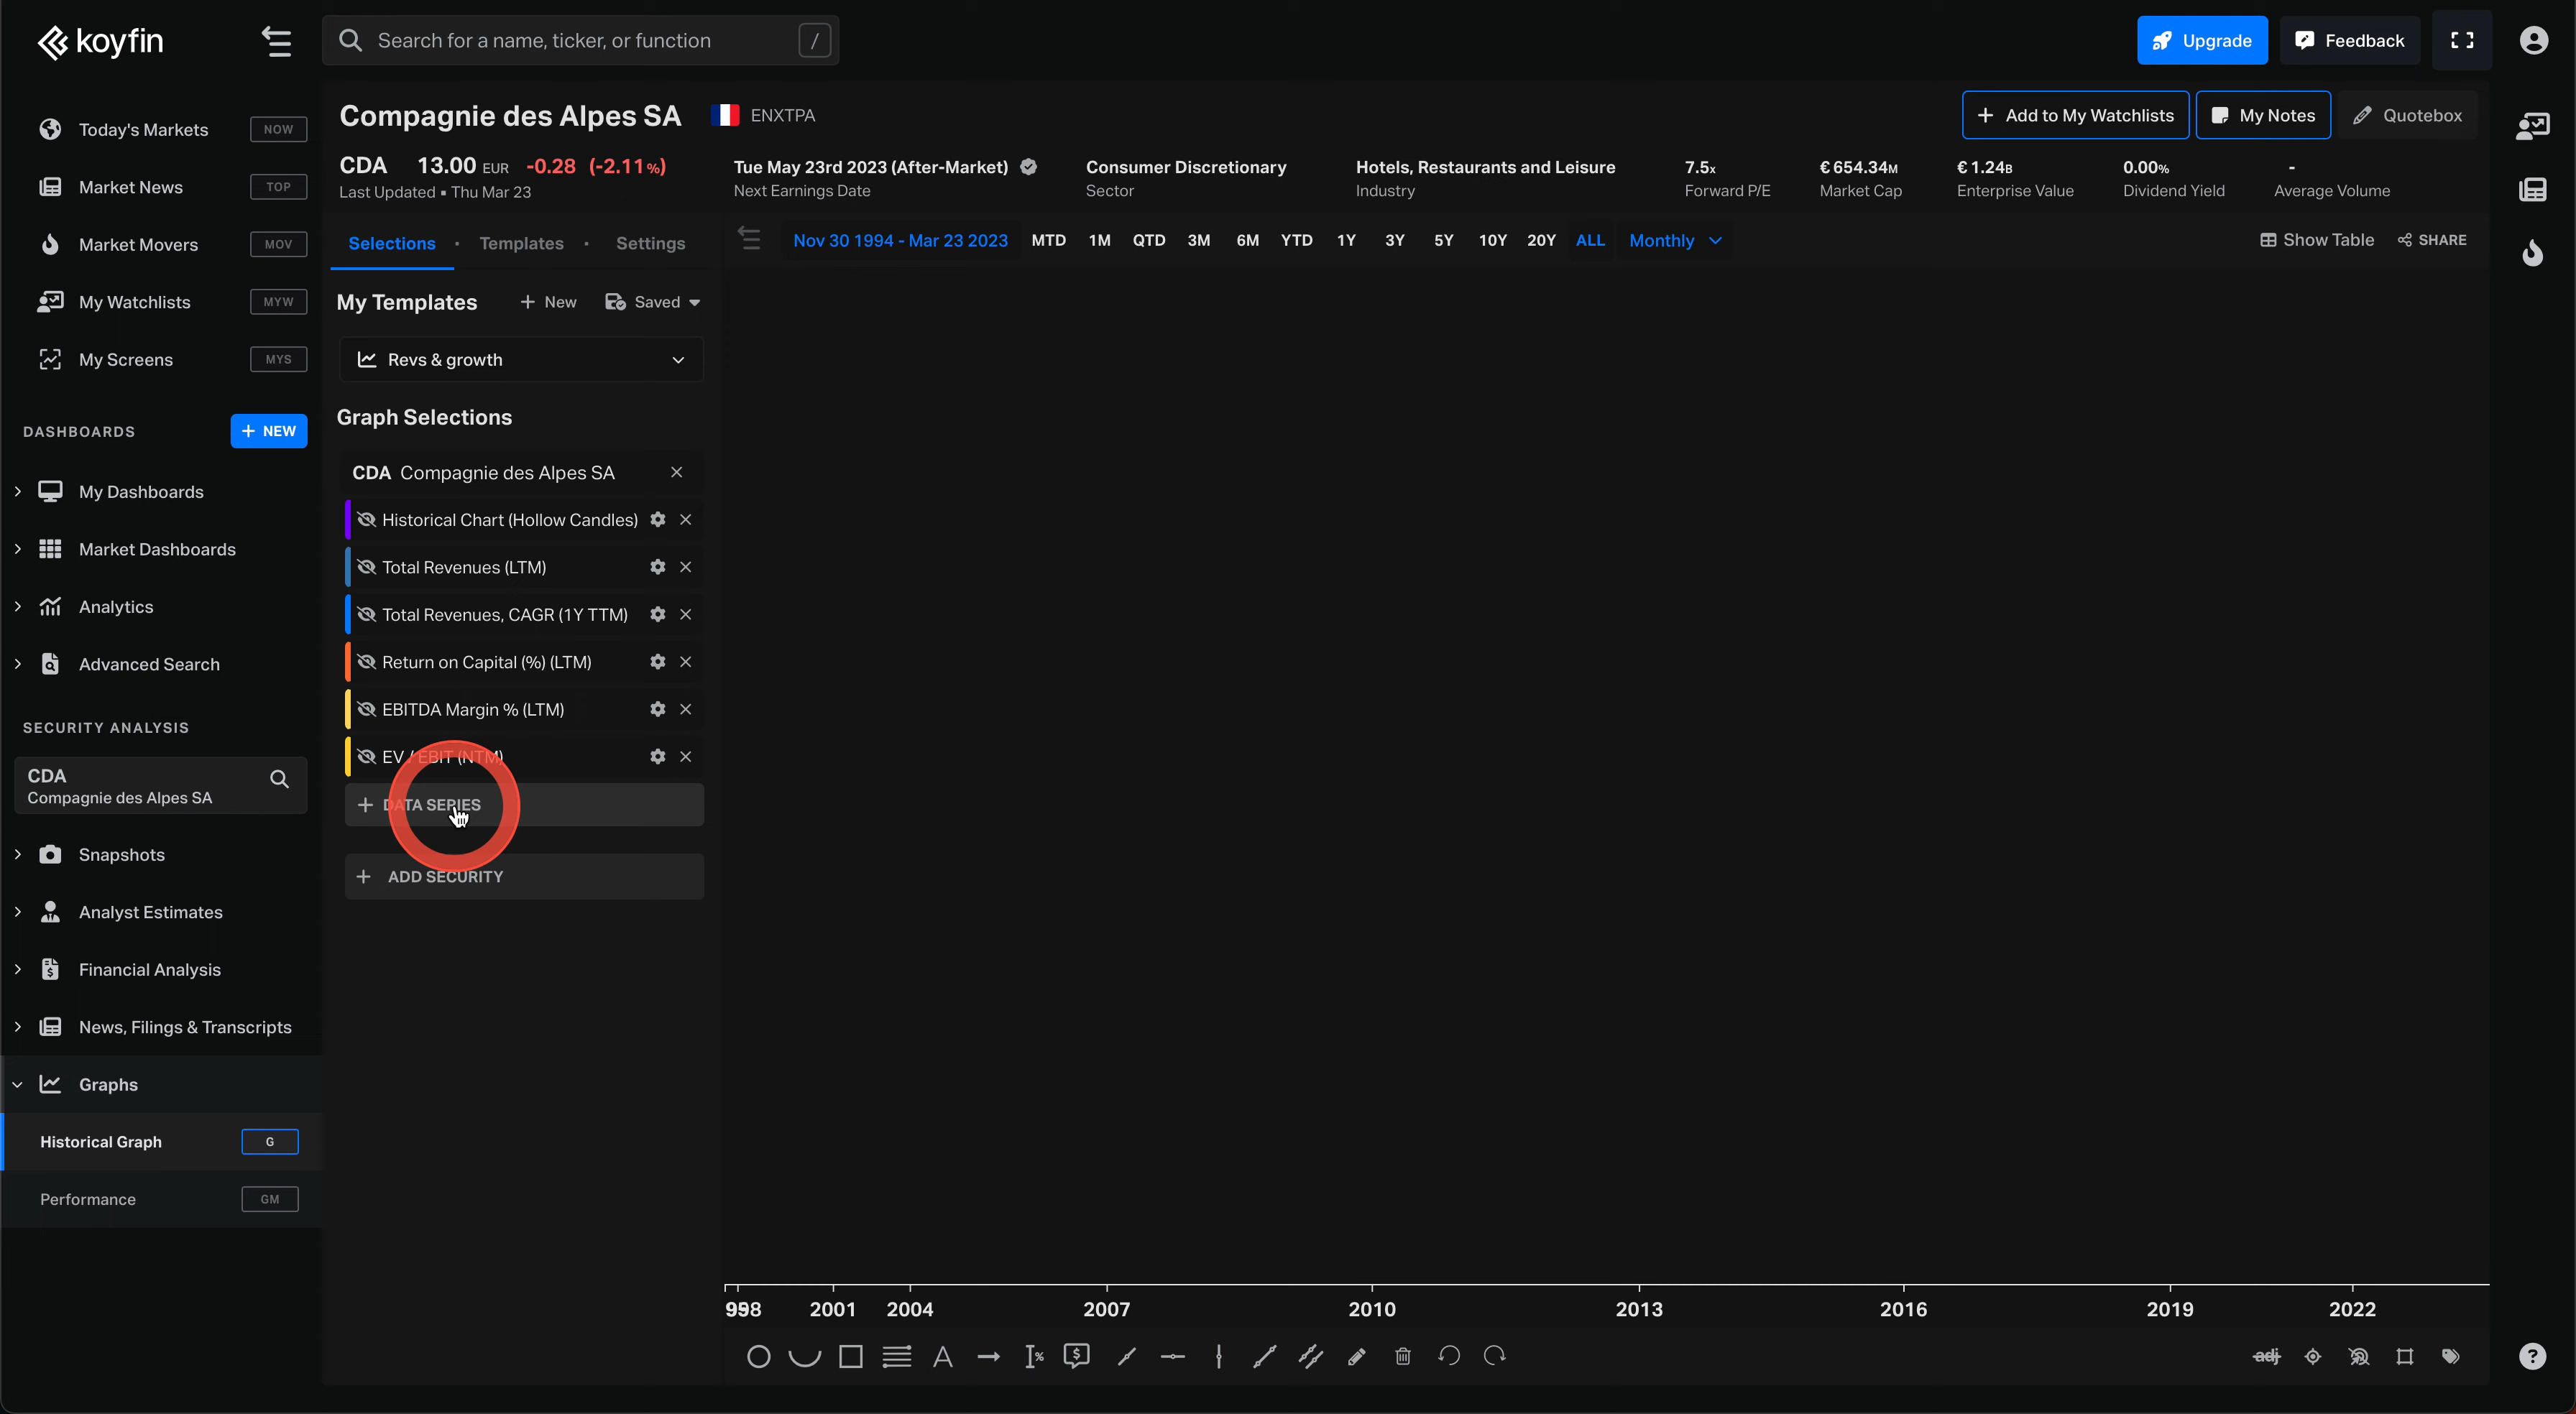 koyfin
Search for a name, ticker, or function /
Upgrade
Feedback
Today's Markets NOW
Market News TOP
Market Movers MOV
My Watchlists MYW
My Screens MYS
DASHBOARDS + NEW
My Dashboards
Market Dashboards
Analytics
Advanced Search
SECURITY ANALYSIS
CDA
Compagnie des Alpes SA
Snapshots
Analyst Estimates
Financial Analysis
News, Filings & Transcripts
Graphs
Historical Graph G
Performance GM
Compagnie des Alpes SA ENXTPA
+ Add to My Watchlists
My Notes
Quotebox
CDA 13.00 EUR -0.28 (-2.11%)
Last Updated • Thu Mar 23
Tue May 23rd 2023 (After-Market)
Next Earnings Date
Consumer Discretionary
Sector
Hotels, Restaurants and Leisure
Industry
7.5x
Forward P/E
€654.34M
Market Cap
€1.24B
Enterprise Value
0.00%
Dividend Yield
-
Average Volume
Selections • Templates • Settings
Nov 30 1994 - Mar 23 2023 MTD 1M QTD 3M 6M YTD 1Y 3Y 5Y 10Y 20Y ALL Monthly
Show Table SHARE
My Templates + New Saved
Revs & growth
Graph Selections
CDA Compagnie des Alpes SA
Historical Chart (Hollow Candles)
Total Revenues (LTM)
Total Revenues, CAGR (1Y TTM)
Return on Capital (%) (LTM)
EBITDA Margin % (LTM)
EV / EBIT (NTM)
+ DATA SERIES
+ ADD SECURITY
2001 2004 2007 2010 2013 2016 2019 2022
A % $ adj ?